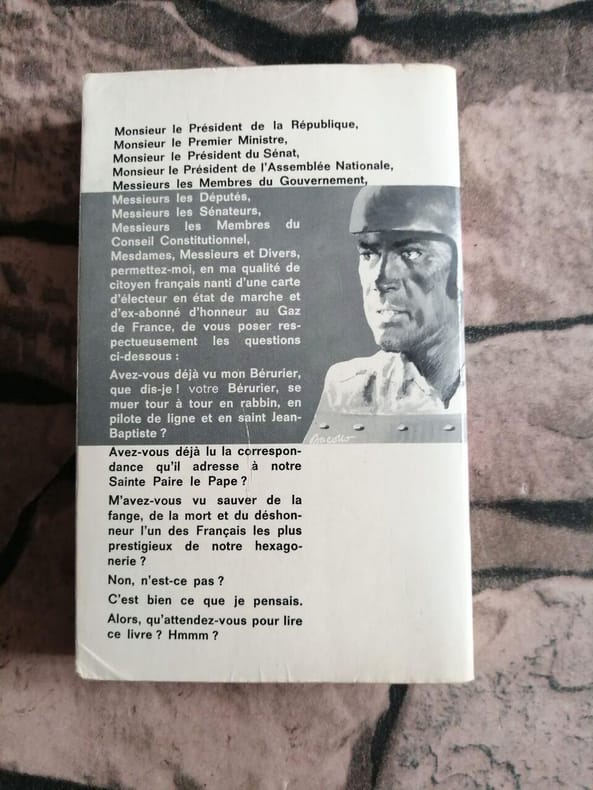 Monsieur le Président de la République,
Monsieur le Premier Ministre,
Monsieur le Président du Sénat,
Monsieur le Président de l'Assemblée Nationale,
Messieurs les Membres du Gouvernement,
Messieurs les Députés,
Messieurs les Sénateurs,
Messieurs les Membres du
Conseil Constitutionnel,
Mesdames, Messieurs et Divers,
permettez-moi, en ma qualité de
citoyen français nanti d'une carte
d'électeur en état de marche et
d'ex-abonné d'honneur au Gaz
de France, de vous poser res-
pectueusement les questions
ci-dessous :
Avez-vous déjà vu mon Bérurier,
que dis-je ! votre Bérurier, se
muer tour à tour en rabbin, en
pilote de ligne et en saint Jean-
Baptiste ?
Avez-vous déjà lu la correspon-
dance qu'il adresse à notre
Sainte Paire le Pape ?
M'avez-vous vu sauver de la
fange, de la mort et du déshon-
neur l'un des Français les plus
prestigieux de notre hexago-
nerie ?
Non, n'est-ce pas ?
C'est bien ce que je pensais.
Alors, qu'attendez-vous pour lire
ce livre ? Hmmm ?